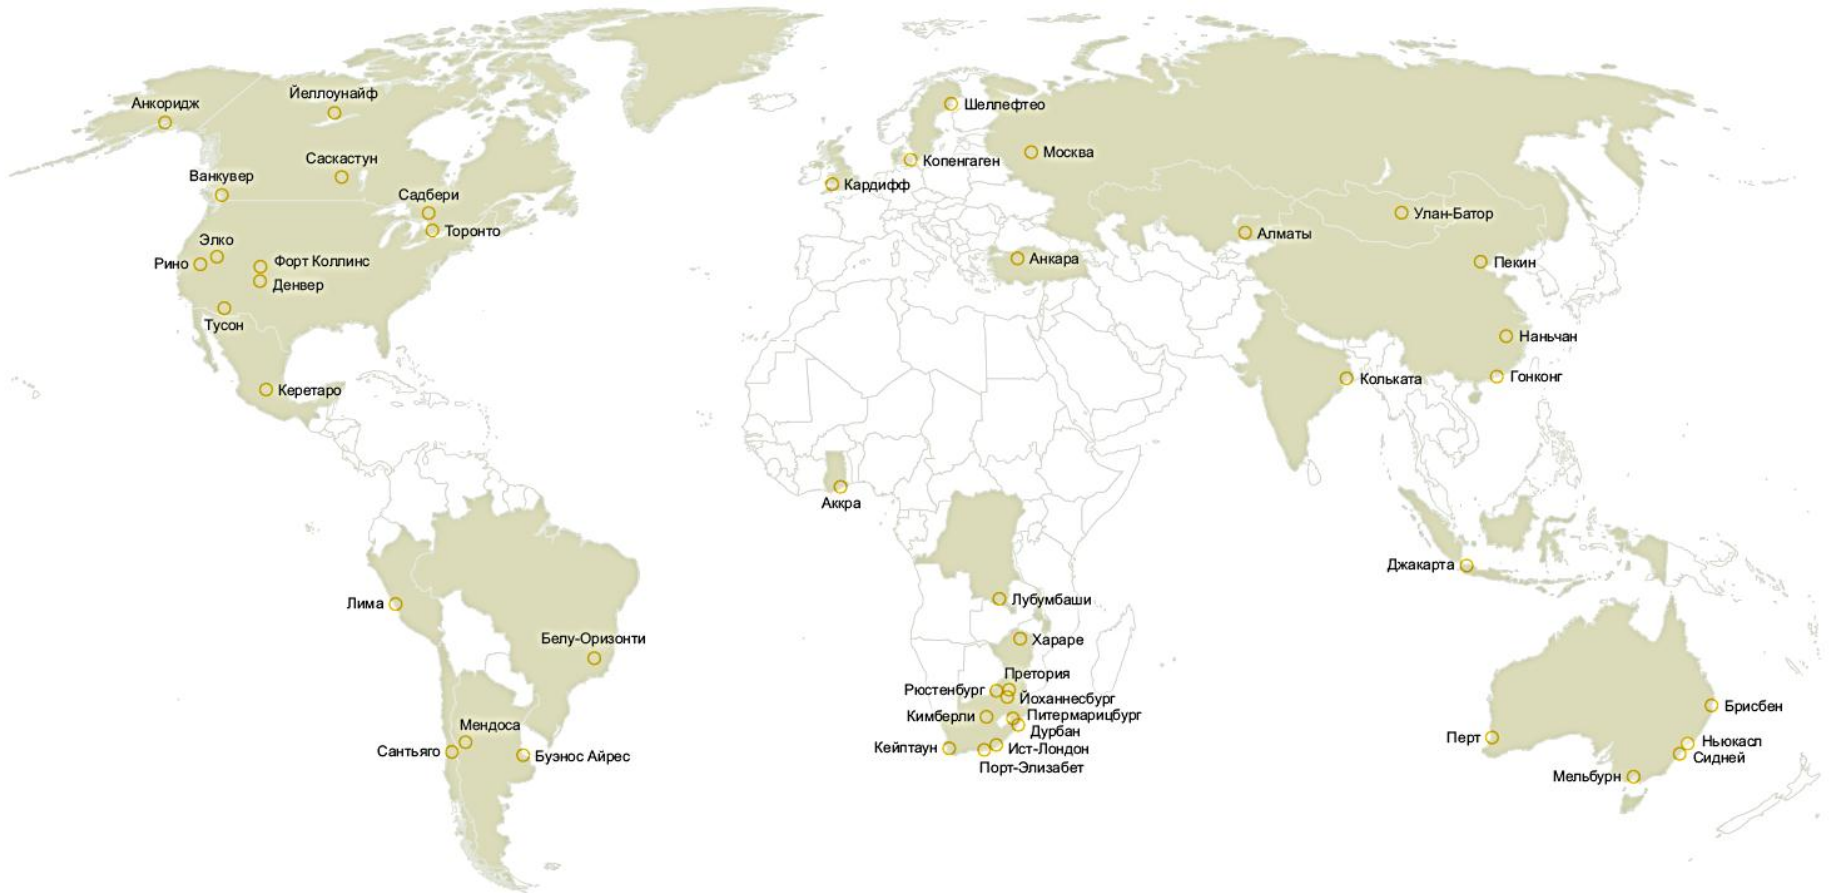 Анкоридж
Йеллоунайф
Саскастун
Ванкувер
Садбери
Торонто
Элко
Рино
Форт Коллинс
Денвер
Тусон
Керетаро
Лима
Белу-Оризонти
Мендоса
Сантьяго
Буэнос Айрес
Шеллефтео
Москва
Копенгаген
Кардифф
Анкара
Аккра
Лубумбаши
Хараре
Претория
Рюстенбург
Йоханнесбург
Кимберли
Питермарицбург
Дурбан
Кейптаун
Ист-Лондон
Порт-Элизабет
Улан-Батор
Алматы
Пекин
Наньчан
Кольката
Гонконг
Джакарта
Брисбен
Перт
Ньюкасл
Сидней
Мельбурн